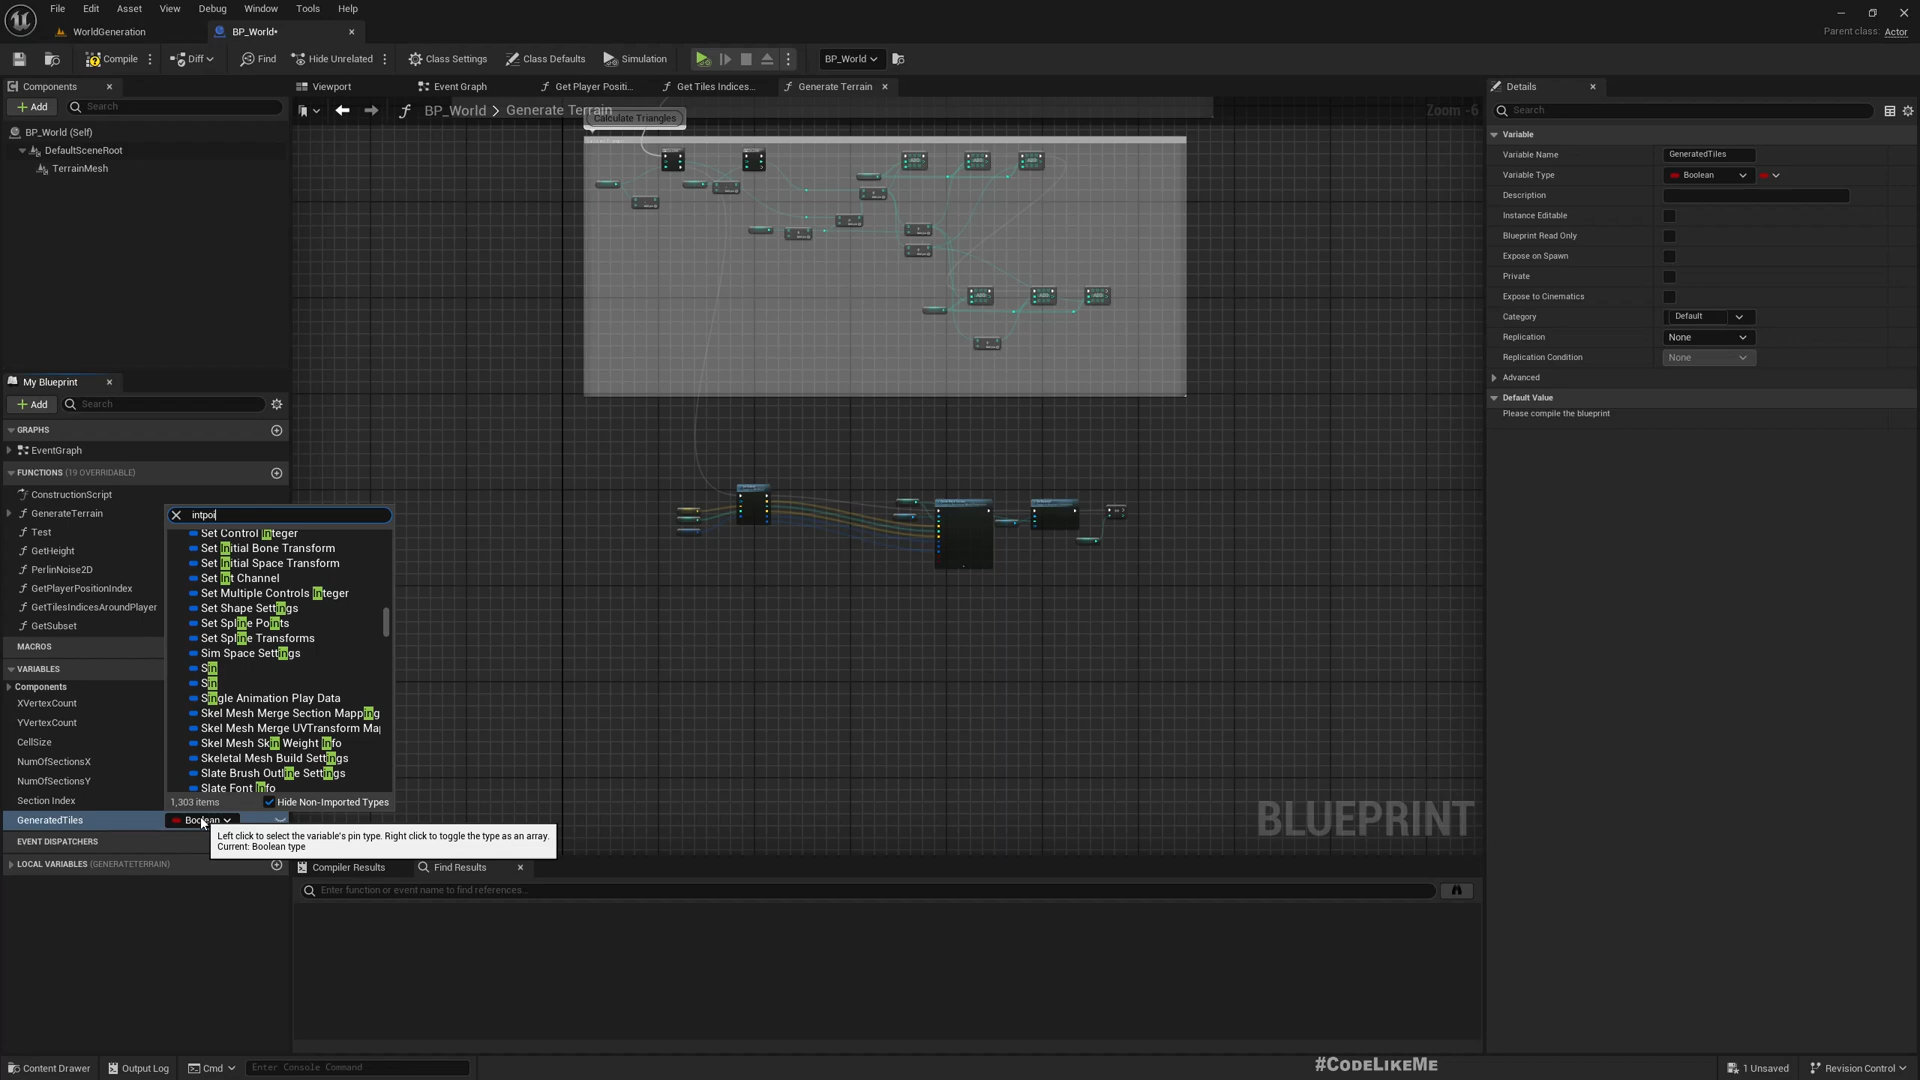 File Edit Asset View Debug Window Tools Help
WorldGeneration
BP_World•
Parent class: Actor
Compile
Diff
Find
Hide Unrelated
Class Settings
Class Defaults
Simulation
BP_World
Components
Viewport
Event Graph
Get Player Positi...
Get Tiles Indices...
Generate Terrain
Details
Add
Search
BP_World > Generate Terrain
Zoom -6
Search
BP_World (Self)
DefaultSceneRoot
TerrainMesh
Calculate Triangles
Variable
Variable Name
GeneratedTiles
Variable Type
Boolean
Description
Instance Editable
Blueprint Read Only
Expose on Spawn
Private
Expose to Cinematics
Category
Default
Replication
None
Replication Condition
None
Advanced
Default Value
Please compile the blueprint
My Blueprint
Add
Search
GRAPHS
EventGraph
FUNCTIONS (19 OVERRIDABLE)
ConstructionScript
GenerateTerrain
Test
GetHeight
PerlinNoise2D
GetPlayerPositionIndex
GetTilesIndicesAroundPlayer
GetSubset
MACROS
VARIABLES
Components
XVertexCount
YVertexCount
CellSize
NumOfSectionsX
NumOfSectionsY
Section Index
GeneratedTiles
Boolean
EVENT DISPATCHERS
LOCAL VARIABLES (GENERATETERRAIN)
intpoi
Set Control Integer
Set Initial Bone Transform
Set Initial Space Transform
Set Int Channel
Set Multiple Controls Integer
Set Shape Settings
Set Spline Points
Set Spline Transforms
Sim Space Settings
Sin
Sin
Single Animation Play Data
Skel Mesh Merge Section Mapping
Skel Mesh Merge UVTransform Ma
Skel Mesh Skin Weight Info
Skeletal Mesh Build Settings
Slate Brush Outline Settings
Slate Font Info
1,303 items
Hide Non-Imported Types
Left click to select the variable's pin type. Right click to toggle the type as an array.
Current: Boolean type
BLUEPRINT
Compiler Results
Find Results
Enter function or event name to find references...
Content Drawer
Output Log
Cmd
Enter Console Command
#CODELIKEME
1 Unsaved
Revision Control